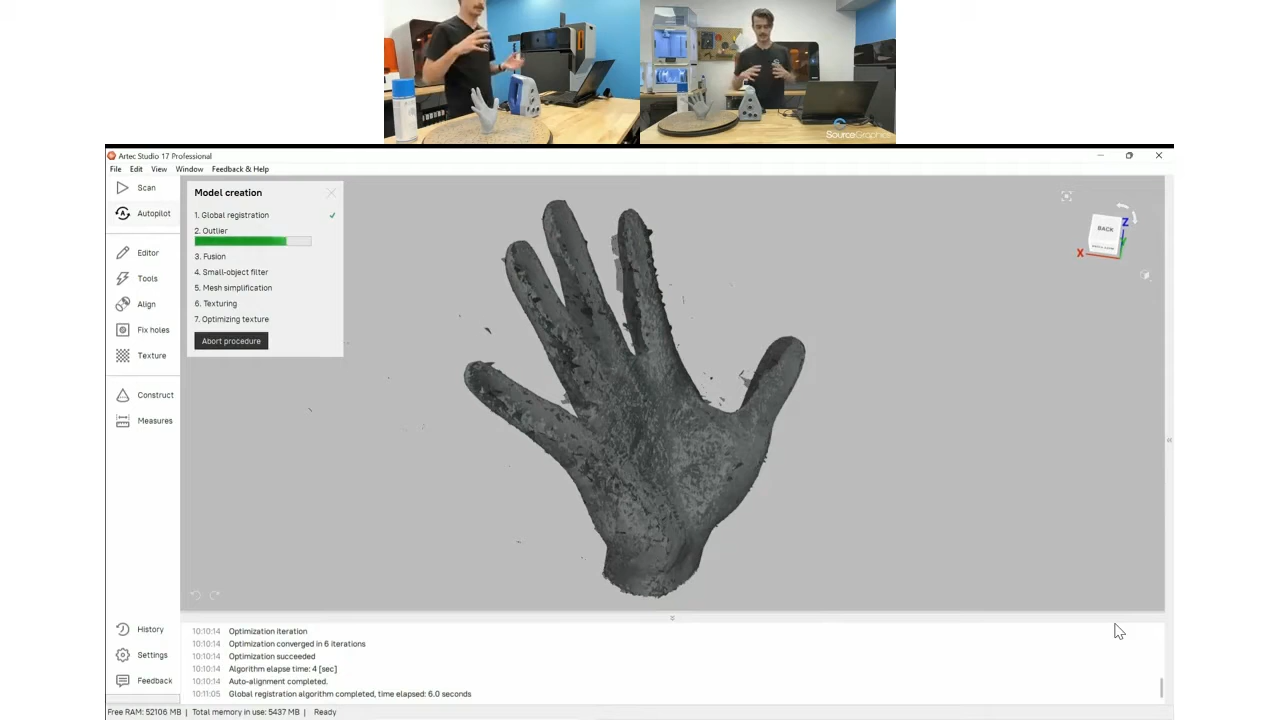 SourceGraphics
Artec Studio 17 Professional
File Edit View Window Feedback & Help
Scan
Autopilot
Editor
Tools
Align
Fix holes
Texture
Construct
Measures
History
Settings
Feedback
Model creation
1. Global registration
2. Outlier
3. Fusion
4. Small-object filter
5. Mesh simplification
6. Texturing
7. Optimizing texture
Abort procedure
BACK
Z
X
10:10:14 Optimization iteration
10:10:14 Optimization converged in 6 iterations
10:10:14 Optimization succeeded
10:10:14 Algorithm elapse time: 4 [sec]
10:10:14 Auto-alignment completed.
10:11:05 Global registration algorithm completed, time elapsed: 6.0 seconds
Free RAM: 52106 MB | Total memory in use: 5437 MB | Ready